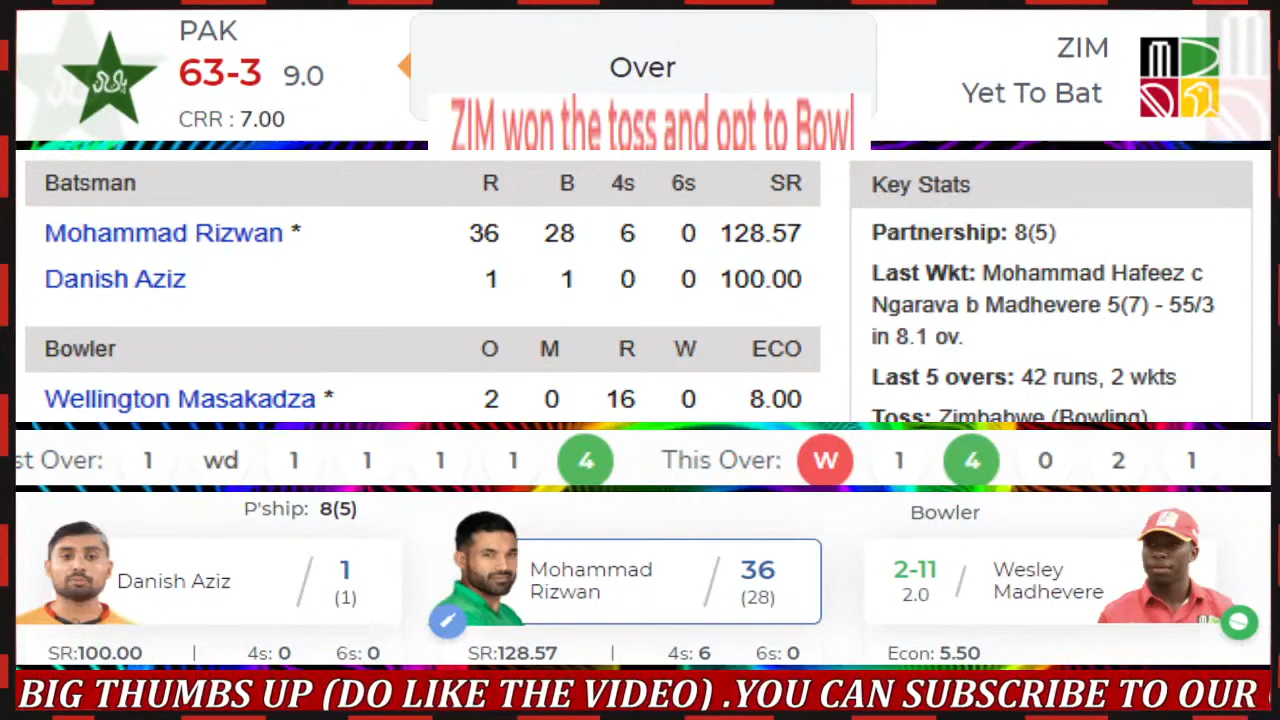 PAK
63-3 9.0
CRR : 7.00
Over
ZIM won the toss and opt to Bowl
ZIM
Yet To Bat
Batsman R B 4s 6s SR
Mohammad Rizwan * 36 28 6 0 128.57
Danish Aziz 1 1 0 0 100.00
Bowler O M R W ECO
Wellington Masakadza * 2 0 16 0 8.00
Key Stats
Partnership: 8(5)
Last Wkt: Mohammad Hafeez c
Ngarava b Madhevere 5(7) - 55/3
in 8.1 ov.
Last 5 overs: 42 runs, 2 wkts
Toss: Zimbabwe (Bowling)
st Over: 1 wd 1 1 1 1 4 This Over: W 1 4 0 2 1
P'ship: 8(5)
Danish Aziz / 1
(1)
SR:100.00 | 4s: 0 6s: 0
Mohammad
Rizwan / 36
(28)
SR:128.57 | 4s: 6 6s: 0
Bowler
2-11
2.0 / Wesley
Madhevere
Econ: 5.50
BIG THUMBS UP (DO LIKE THE VIDEO) .YOU CAN SUBSCRIBE TO OUR